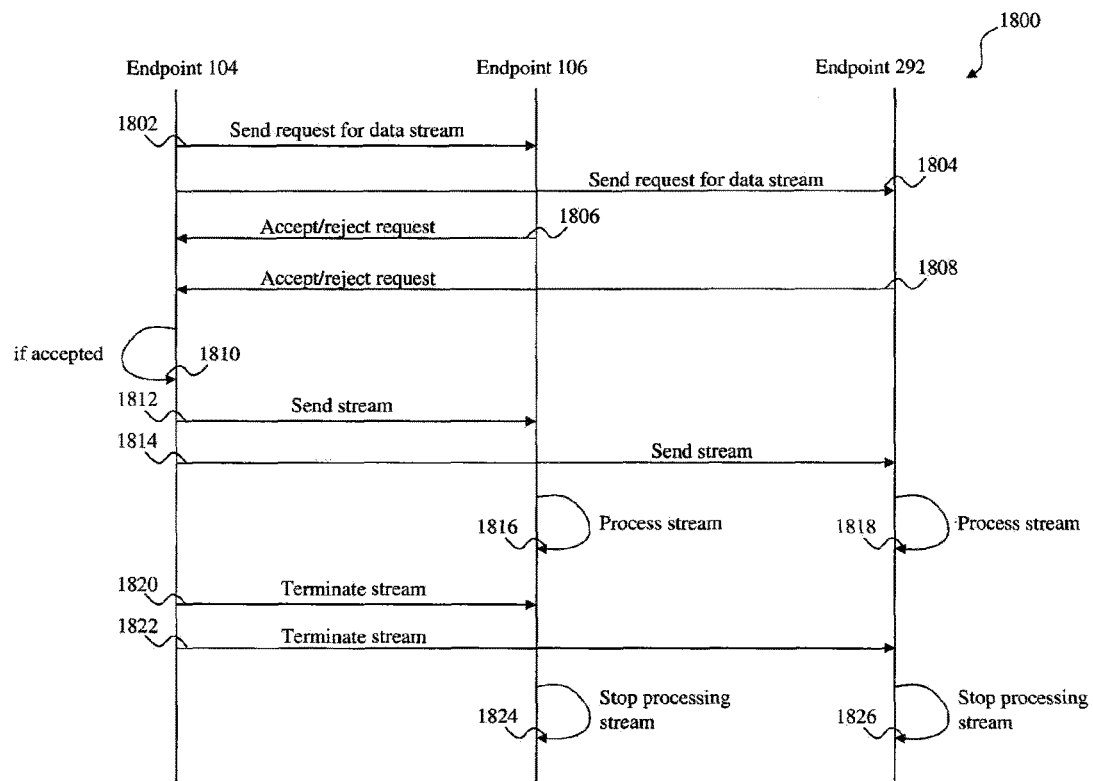 1800
Endpoint 104
Endpoint 106
Endpoint 292
1802
Send request for data stream
Send request for data stream
1804
Accept/reject request
1806
Accept/reject request
1808
if accepted
1810
1812
Send stream
1814
Send stream
1816
Process stream
1818
Process stream
1820
Terminate stream
1822
Terminate stream
1824
Stop processing
stream
1826
Stop processing
stream